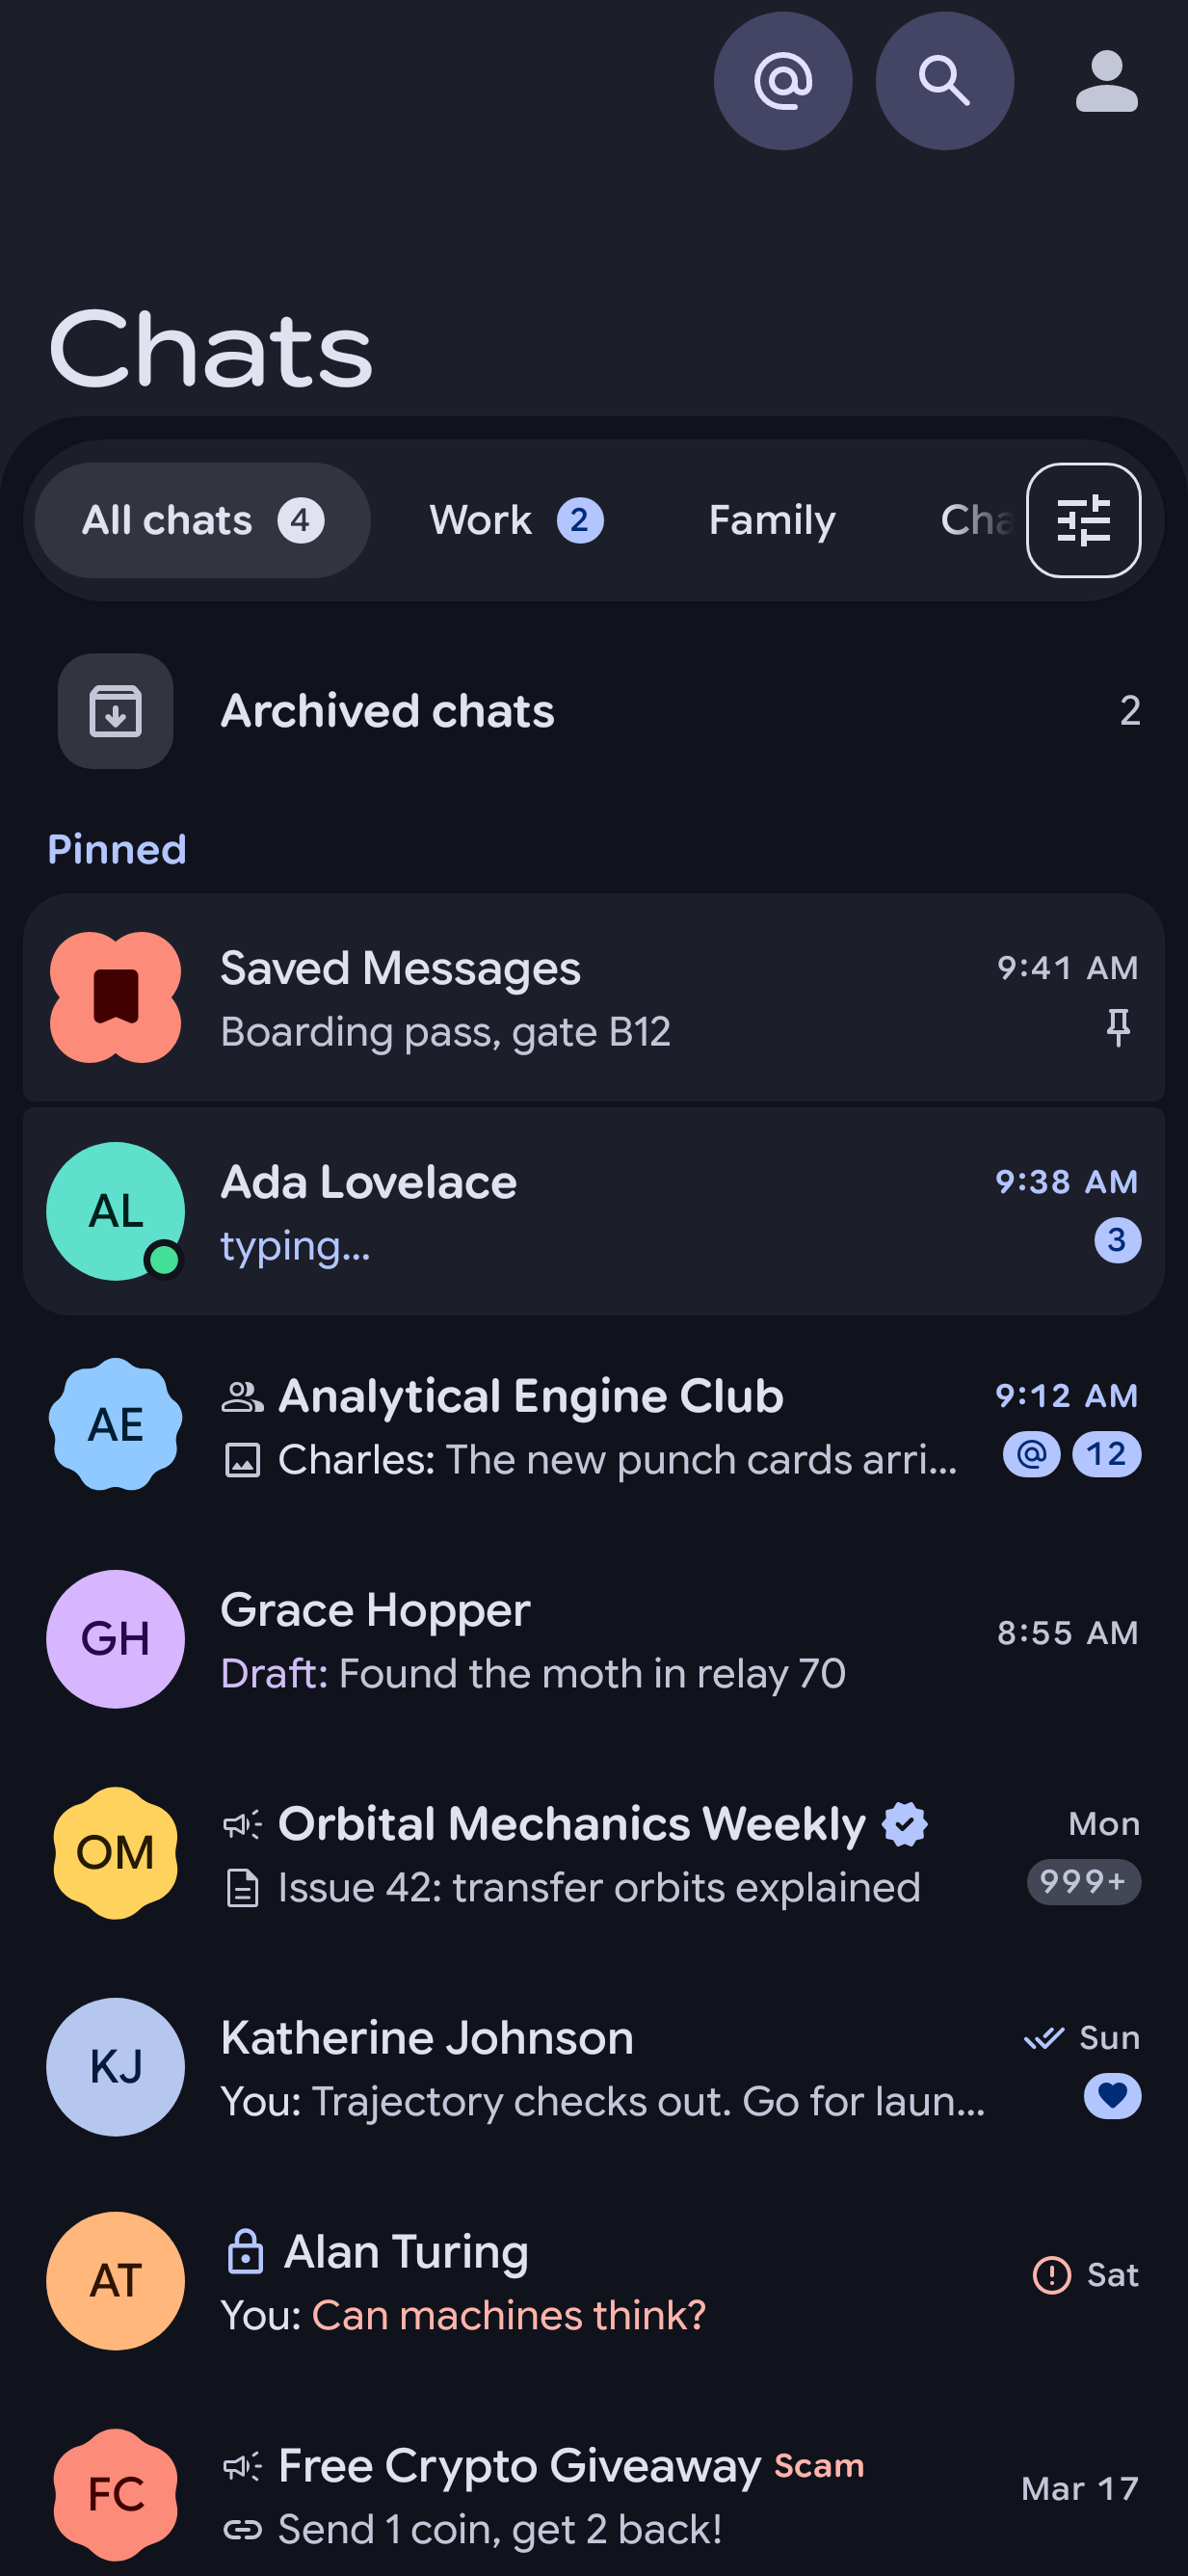 Chats
All chats 4 Work 2 Family Cha
Archived chats 2
Pinned
Saved Messages 9:41 AM
Boarding pass, gate B12
AL Ada Lovelace 9:38 AM
typing... 3
AE Analytical Engine Club 9:12 AM
Charles: The new punch cards arri... @ 12
GH Grace Hopper 8:55 AM
Draft: Found the moth in relay 70
OM Orbital Mechanics Weekly Mon
Issue 42: transfer orbits explained 999+
KJ Katherine Johnson Sun
You: Trajectory checks out. Go for laun...
AT Alan Turing Sat
You: Can machines think?
FC Free Crypto Giveaway Scam Mar 17
Send 1 coin, get 2 back!